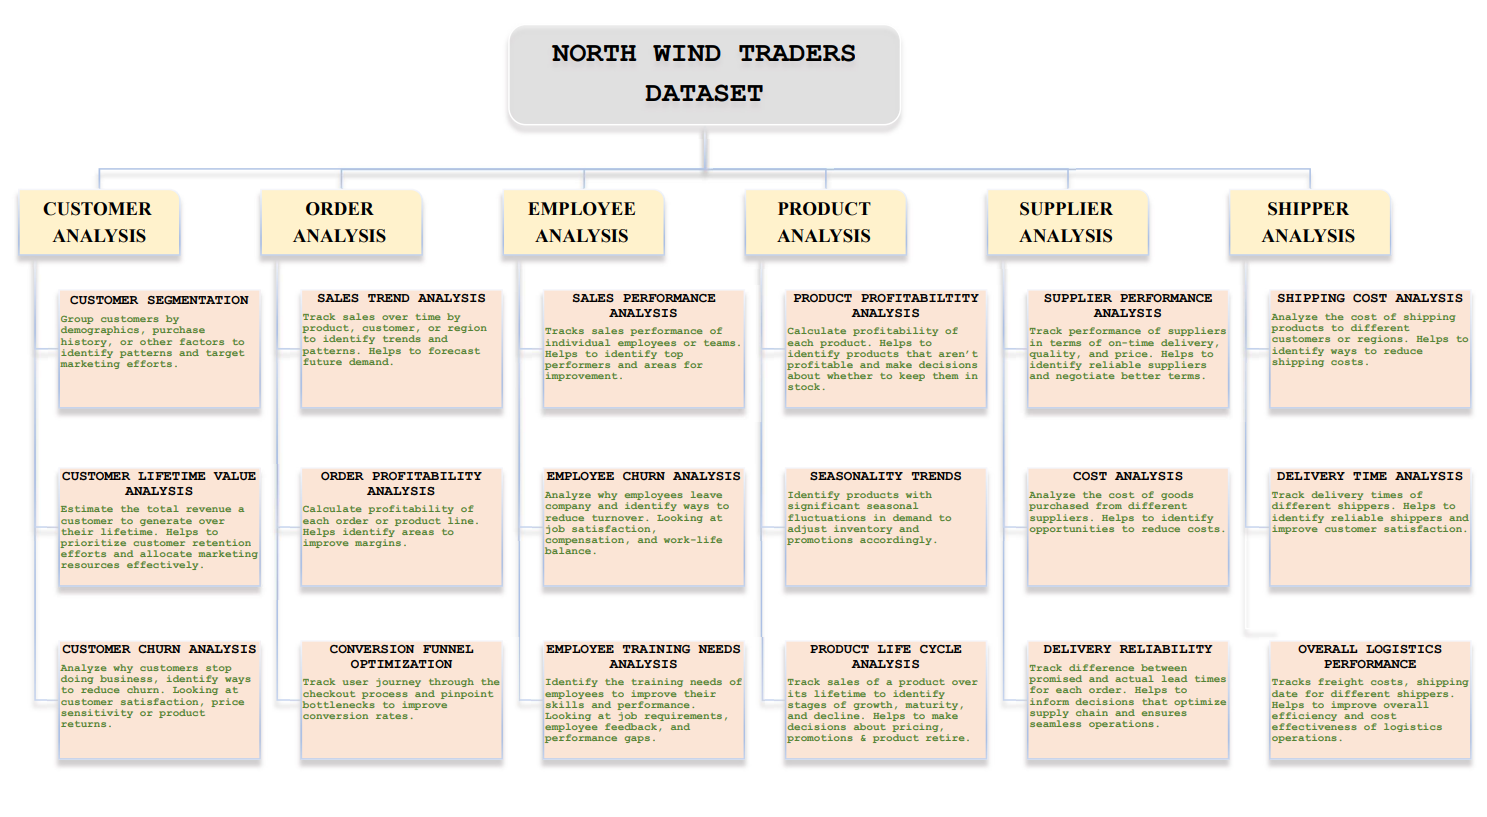 NORTH WIND TRADERS
DATASET
CUSTOMER
ANALYSIS
CUSTOMER SEGMENTATION
Group customers by
demographics, purchase
history, or other factors to
identify patterns and target
marketing efforts.
CUSTOMER LIFETIME VALUE
ANALYSIS
Estimate the total revenue a
customer to generate over
their lifetime. Helps to
prioritize customer retention
efforts and allocate marketing
resources effectively.
CUSTOMER CHURN ANALYSIS
Analyze why customers stop
doing business, identify ways
to reduce churn. Looking at
customer satisfaction, price
sensitivity or product
returns.
ORDER
ANALYSIS
SALES TREND ANALYSIS
Track sales over time by
product, customer, or region
to identify trends and
patterns. Helps to forecast
future demand.
ORDER PROFITABILITY
ANALYSIS
Calculate profitability of
each order or product line.
Helps identify areas to
improve margins.
CONVERSION FUNNEL
OPTIMIZATION
Track user journey through the
checkout process and pinpoint
bottlenecks to improve
conversion rates.
EMPLOYEE
ANALYSIS
SALES PERFORMANCE
ANALYSIS
Tracks sales performance of
individual employees or teams.
Helps to identify top
performers and areas for
improvement.
EMPLOYEE CHURN ANALYSIS
Analyze why employees leave
company and identify ways to
reduce turnover. Looking at
job satisfaction,
compensation, and work-life
balance.
EMPLOYEE TRAINING NEEDS
ANALYSIS
Identify the training needs of
employees to improve their
skills and performance.
Looking at job requirements,
employee feedback, and
performance gaps.
PRODUCT
ANALYSIS
PRODUCT PROFITABILTITY
ANALYSIS
Calculate profitability of
each product. Helps to
identify products that aren't
profitable and make decisions
about whether to keep them in
stock.
SEASONALITY TRENDS
Identify products with
significant seasonal
fluctuations in demand to
adjust inventory and
promotions accordingly.
PRODUCT LIFE CYCLE
ANALYSIS
Track sales of a product over
its lifetime to identify
stages of growth, maturity,
and decline. Helps to make
decisions about pricing,
promotions & product retire.
SUPPLIER
ANALYSIS
SUPPLIER PERFORMANCE
ANALYSIS
Track performance of suppliers
in terms of on-time delivery,
quality, and price. Helps to
identify reliable suppliers
and negotiate better terms.
COST ANALYSIS
Analyze the cost of goods
purchased from different
suppliers. Helps to identify
opportunities to reduce costs.
DELIVERY RELIABILITY
Track difference between
promised and actual lead times
for each order. Helps to
inform decisions that optimize
supply chain and ensures
seamless operations.
SHIPPER
ANALYSIS
SHIPPING COST ANALYSIS
Analyze the cost of shipping
products to different
customers or regions. Helps to
identify ways to reduce
shipping costs.
DELIVERY TIME ANALYSIS
Track delivery times of
different shippers. Helps to
identify reliable shippers and
improve customer satisfaction.
OVERALL LOGISTICS
PERFORMANCE
Tracks freight costs, shipping
date for different shippers.
Helps to improve overall
efficiency and cost
effectiveness of logistics
operations.